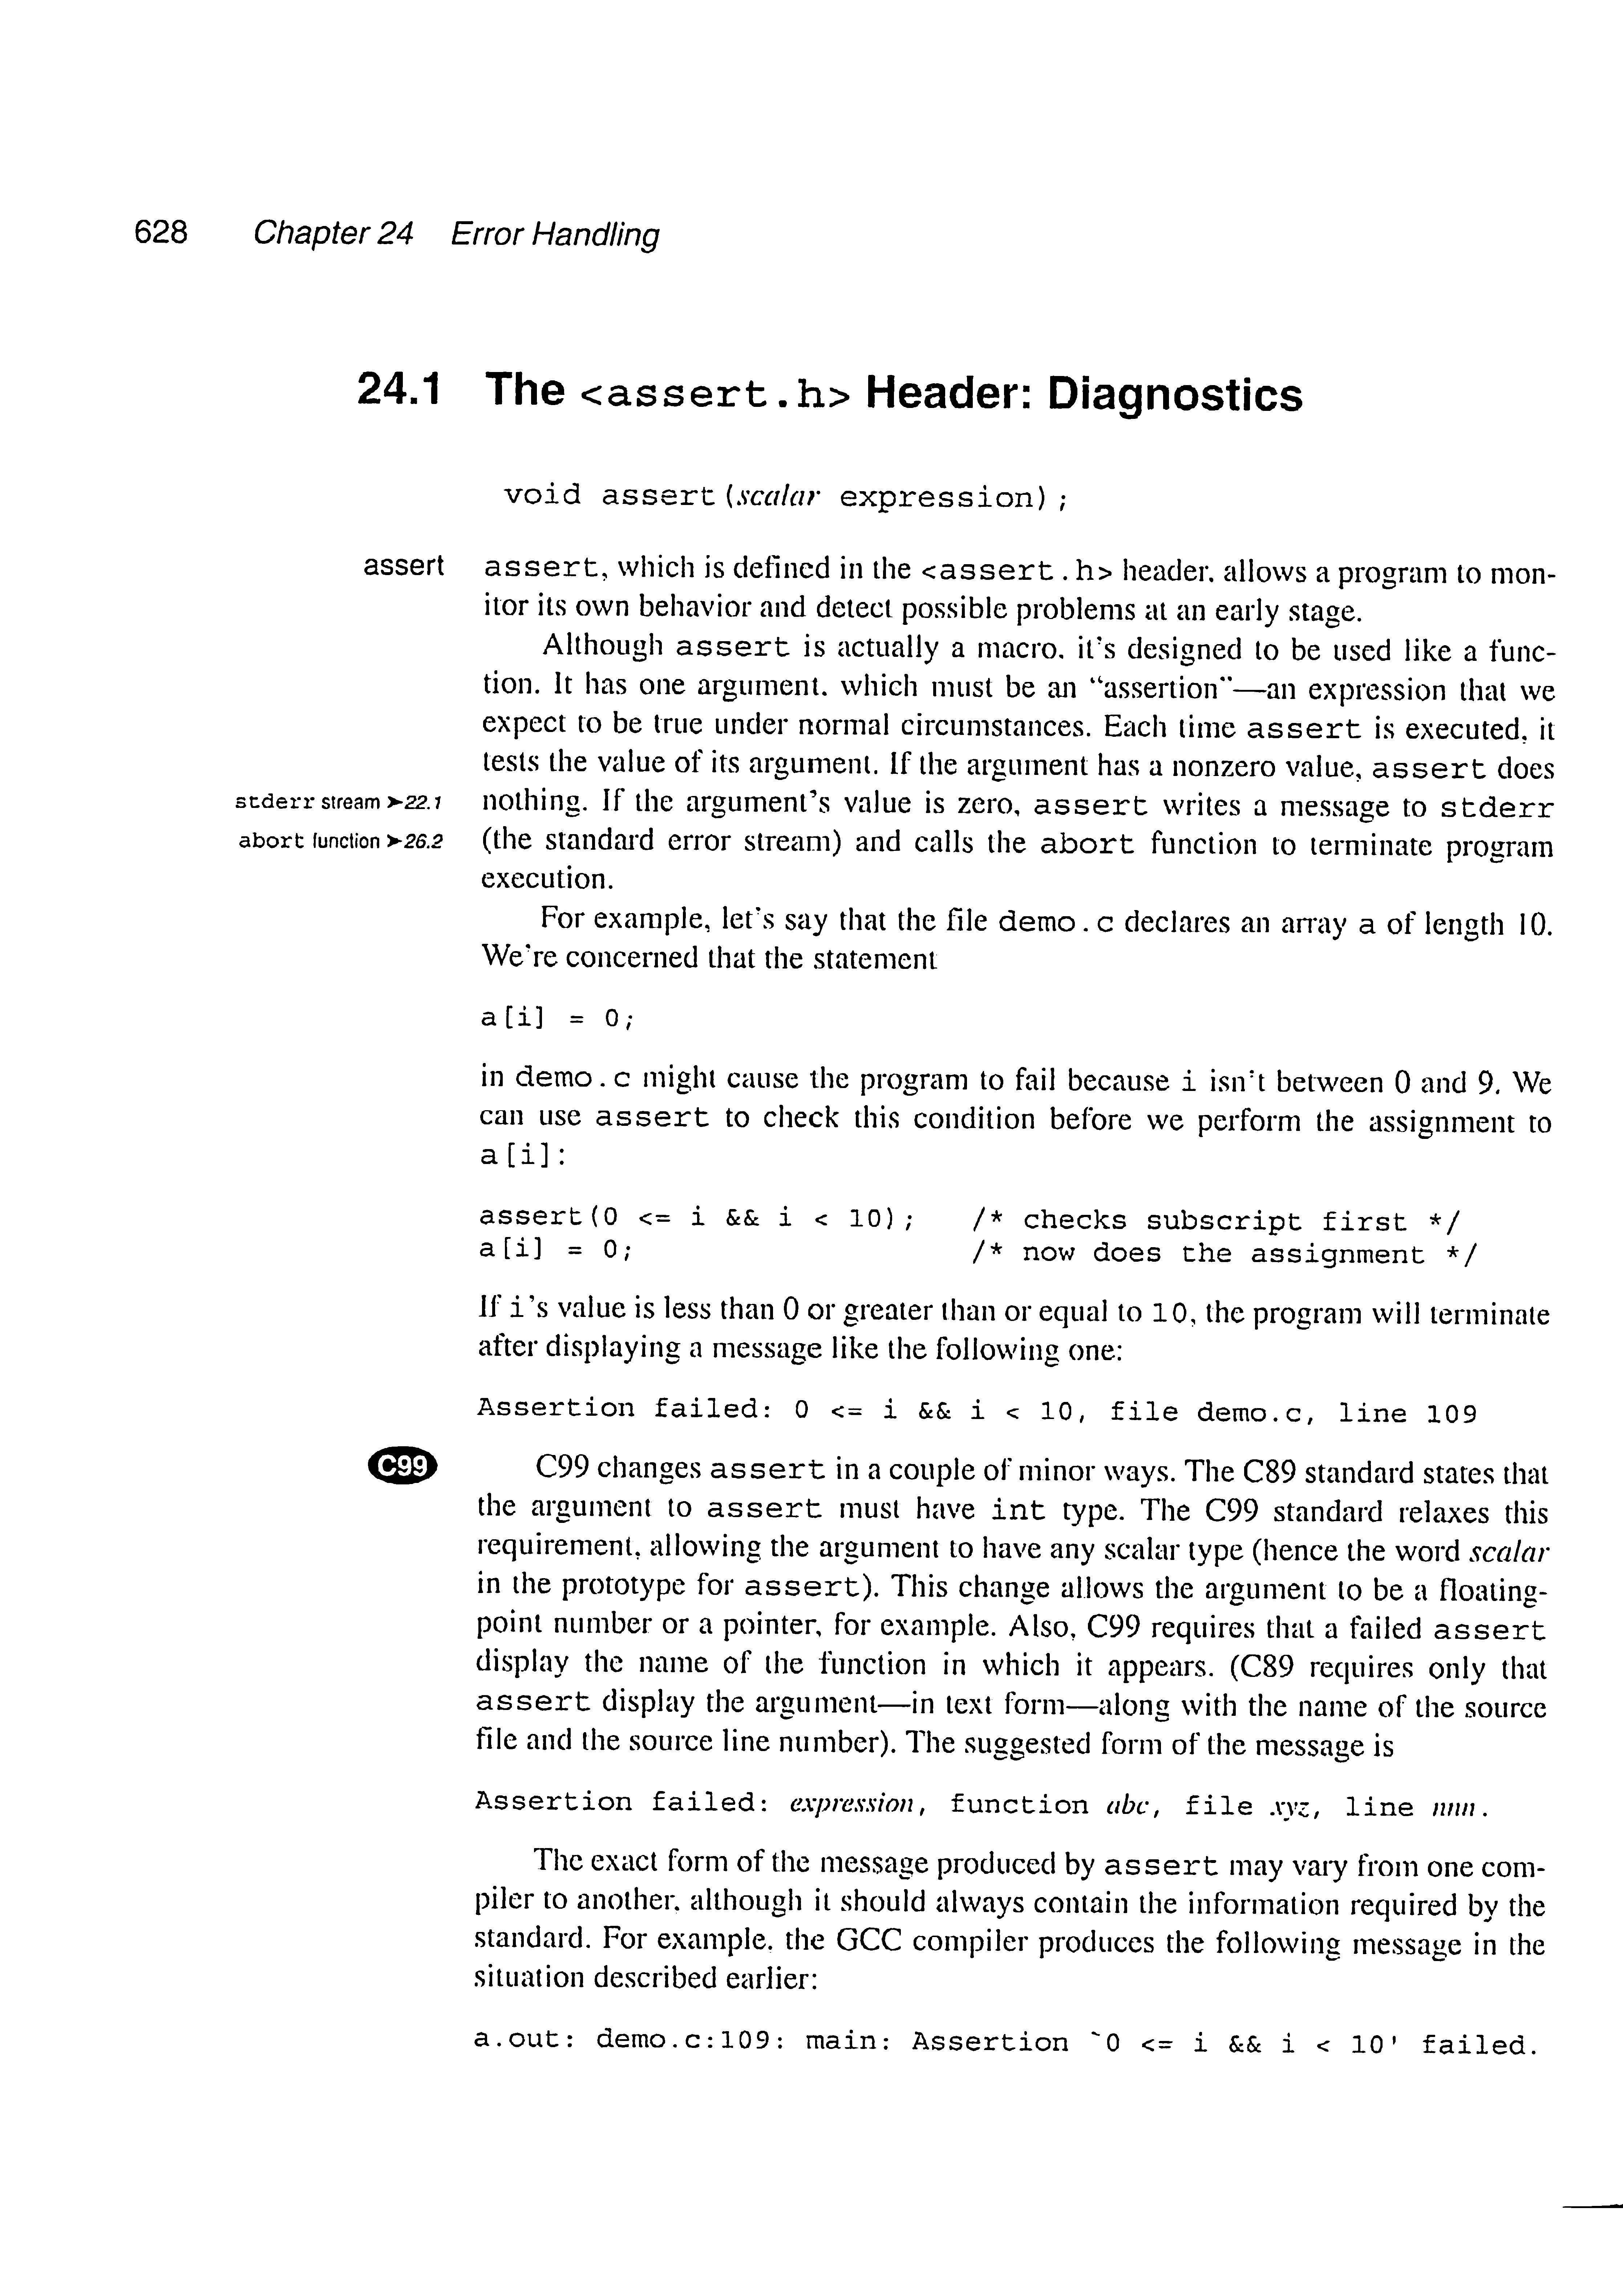 628 Chapter 24 Error Handling
24.1 The <assert.h> Header: Diagnostics
void assert(scalar expression);
assert
assert, which is defined in the <assert.h> header, allows a program to mon-
itor its own behavior and detect possible problems at an early stage.
Although assert is actually a macro, it's designed to be used like a func-
tion. It has one argument, which must be an “assertion”—an expression that we
expect to be true under normal circumstances. Each time assert is executed, it
tests the value of its argument. If the argument has a nonzero value, assert does
stderr stream ➤22.1
nothing. If the argument's value is zero, assert writes a message to stderr
abort function ➤26.2
(the standard error stream) and calls the abort function to terminate program
execution.
For example, let's say that the file demo.c declares an array a of length 10.
We're concerned that the statement
a[i] = 0;
in demo.c might cause the program to fail because i isn't between 0 and 9. We
can use assert to check this condition before we perform the assignment to
a[i]:
assert(0 <= i && i < 10);   /* checks subscript first */
a[i] = 0;                   /* now does the assignment */
If i's value is less than 0 or greater than or equal to 10, the program will terminate
after displaying a message like the following one:
Assertion failed: 0 <= i && i < 10, file demo.c, line 109
C99
C99 changes assert in a couple of minor ways. The C89 standard states that
the argument to assert must have int type. The C99 standard relaxes this
requirement, allowing the argument to have any scalar type (hence the word scalar
in the prototype for assert). This change allows the argument to be a floating-
point number or a pointer, for example. Also, C99 requires that a failed assert
display the name of the function in which it appears. (C89 requires only that
assert display the argument—in text form—along with the name of the source
file and the source line number). The suggested form of the message is
Assertion failed: expression, function abc, file xyz, line nnn.
The exact form of the message produced by assert may vary from one com-
piler to another, although it should always contain the information required by the
standard. For example, the GCC compiler produces the following message in the
situation described earlier:
a.out: demo.c:109: main: Assertion `0 <= i && i < 10' failed.